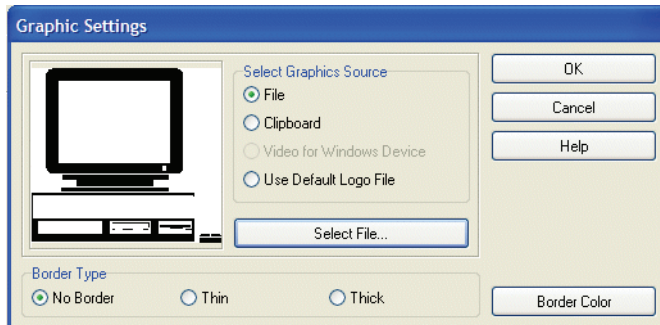 Graphic Settings
Select Graphics Source
File
Clipboard
Video for Windows Device
Use Default Logo File
Select File...
OK
Cancel
Help
Border Type
No Border
Thin
Thick
Border Color